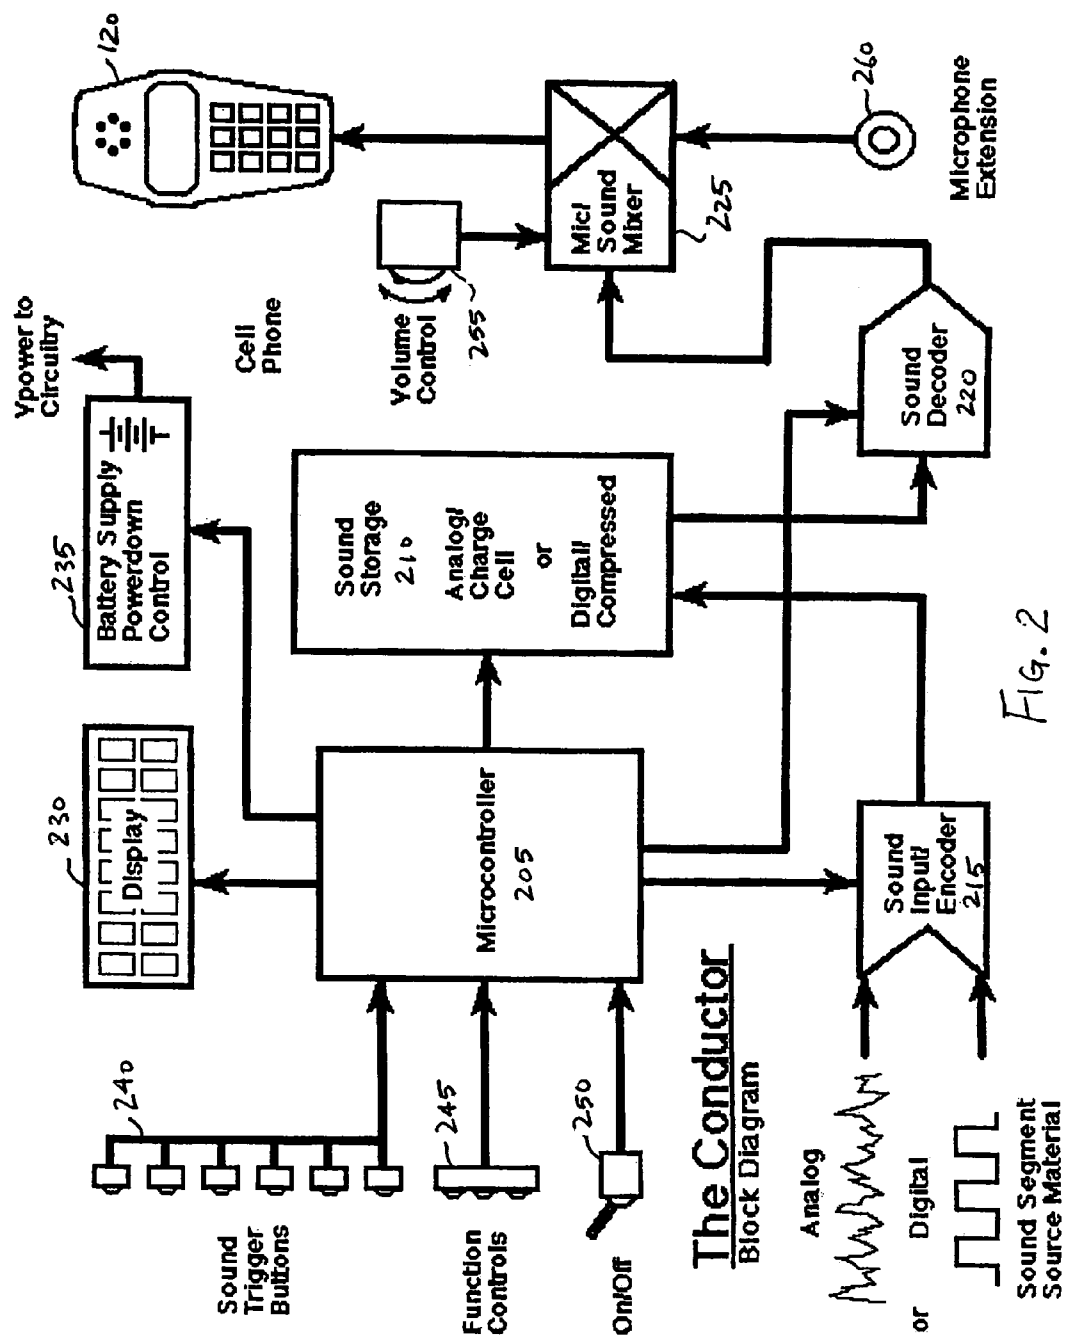 240
230
Display
235
Battery Supply
Powerdown
Control
Ypower to
Circuitry
120
Sound
Trigger
Buttons
Cell
Phone
245
Function
Controls
Microcontroller
205
Sound
Storage
210
Analog/
Charge
Cell
or
Digital/
Compressed
Volume
Control
255
250
On/Off
Mic/
Sound
Mixer
225
The Conductor
Block Diagram
Analog
or
Digital
Sound Segment
Source Material
Sound
Input/
Encoder
215
Sound
Decoder
220
260
Microphone
Extension
FIG. 2